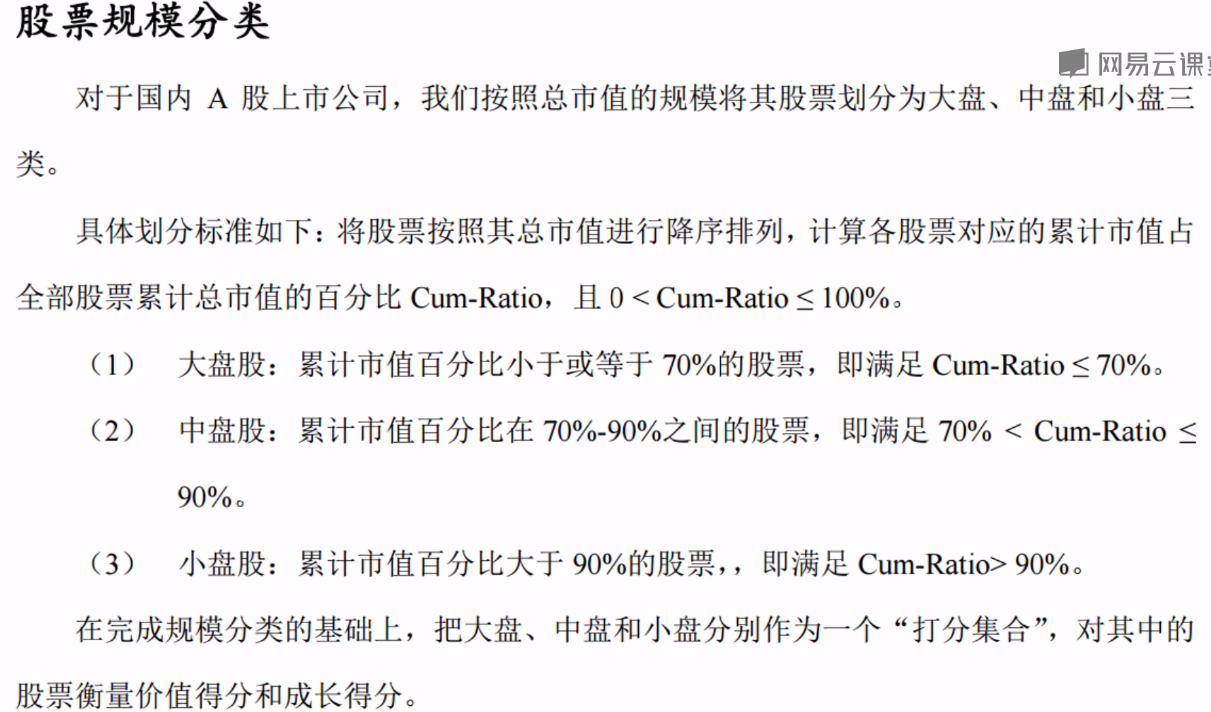 股票规模分类
网易云课
对于国内 A 股上市公司，我们按照总市值的规模将其股票划分为大盘、中盘和小盘三
类。
具体划分标准如下：将股票按照其总市值进行降序排列，计算各股票对应的累计市值占
全部股票累计总市值的百分比 Cum-Ratio，且 0 < Cum-Ratio ≤ 100%。
（1） 大盘股：累计市值百分比小于或等于 70%的股票，即满足 Cum-Ratio ≤ 70%。
（2） 中盘股：累计市值百分比在 70%-90%之间的股票，即满足 70% < Cum-Ratio ≤
90%。
（3） 小盘股：累计市值百分比大于 90%的股票，，即满足 Cum-Ratio> 90%。
在完成规模分类的基础上，把大盘、中盘和小盘分别作为一个“打分集合”，对其中的
股票衡量价值得分和成长得分。